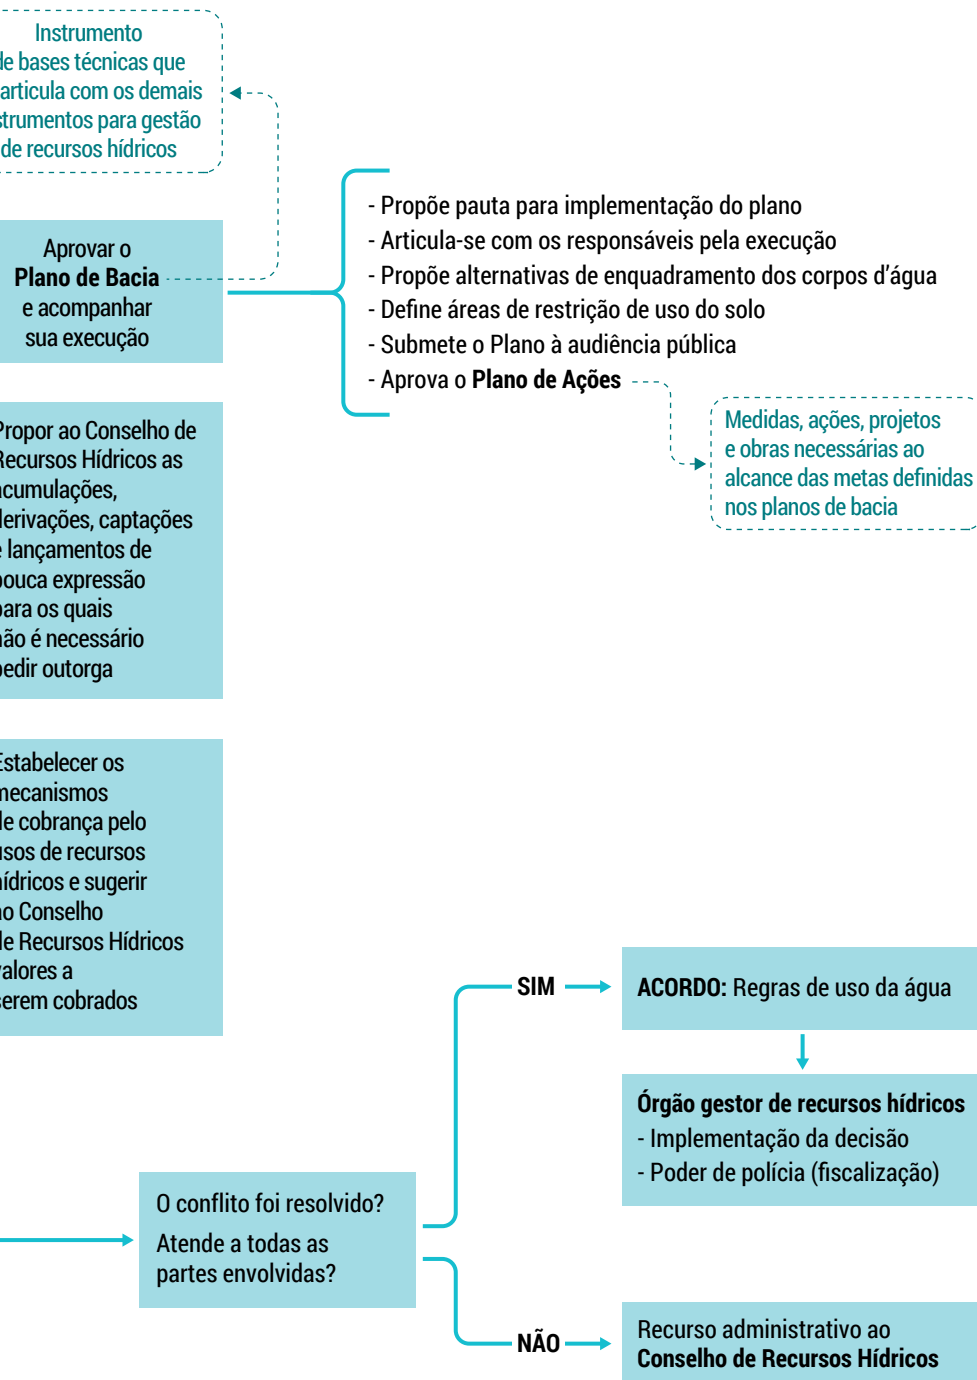 Instrumento
de bases técnicas que
articula com os demais
instrumentos para gestão
de recursos hídricos
Aprovar o
Plano de Bacia
e acompanhar
sua execução
- Propõe pauta para implementação do plano
- Articula-se com os responsáveis pela execução
- Propõe alternativas de enquadramento dos corpos d’água
- Define áreas de restrição de uso do solo
- Submete o Plano à audiência pública
- Aprova o Plano de Ações
Medidas, ações, projetos
e obras necessárias ao
alcance das metas definidas
nos planos de bacia
Propor ao Conselho de
Recursos Hídricos as
acumulações,
derivações, captações
e lançamentos de
pouca expressão
para os quais
não é necessário
pedir outorga
Estabelecer os
mecanismos
de cobrança pelo
usos de recursos
hídricos e sugerir
ao Conselho
de Recursos Hídricos
valores a
serem cobrados
O conflito foi resolvido?
Atende a todas as
partes envolvidas?
SIM
ACORDO: Regras de uso da água
Órgão gestor de recursos hídricos
- Implementação da decisão
- Poder de polícia (fiscalização)
NÃO
Recurso administrativo ao
Conselho de Recursos Hídricos